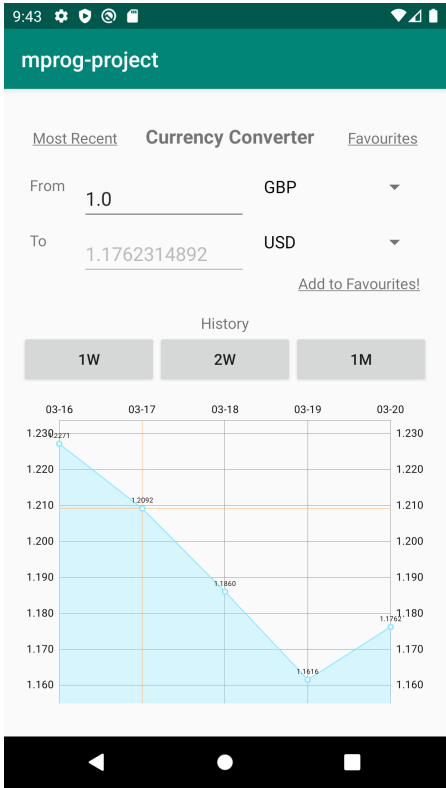 9:43
mprog-project
Most Recent Currency Converter Favourites
From 1.0 GBP
To 1.1762314892 USD
Add to Favourites!
History
1W 2W 1M
03-16 03-17 03-18 03-19 03-20
1.230 1.2271 1.230
1.220 1.220
1.210 1.2092 1.210
1.200 1.200
1.190 1.190
1.180 1.1860 1.1762 1.180
1.170 1.170
1.160 1.1616 1.160